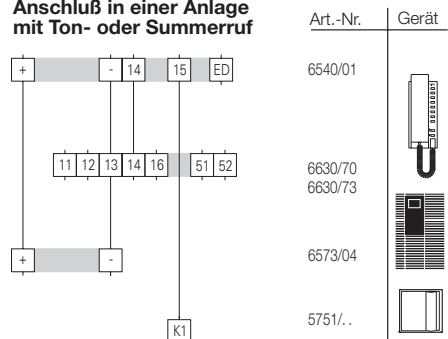 Anschluß in einer Anlage
mit Ton- oder Summerruf
Art.-Nr. Gerät
+ - 14 15 ED
6540/01
11 12 13 14 16 51 52
6630/70
6630/73
+ -
6573/04
K1
5751/..